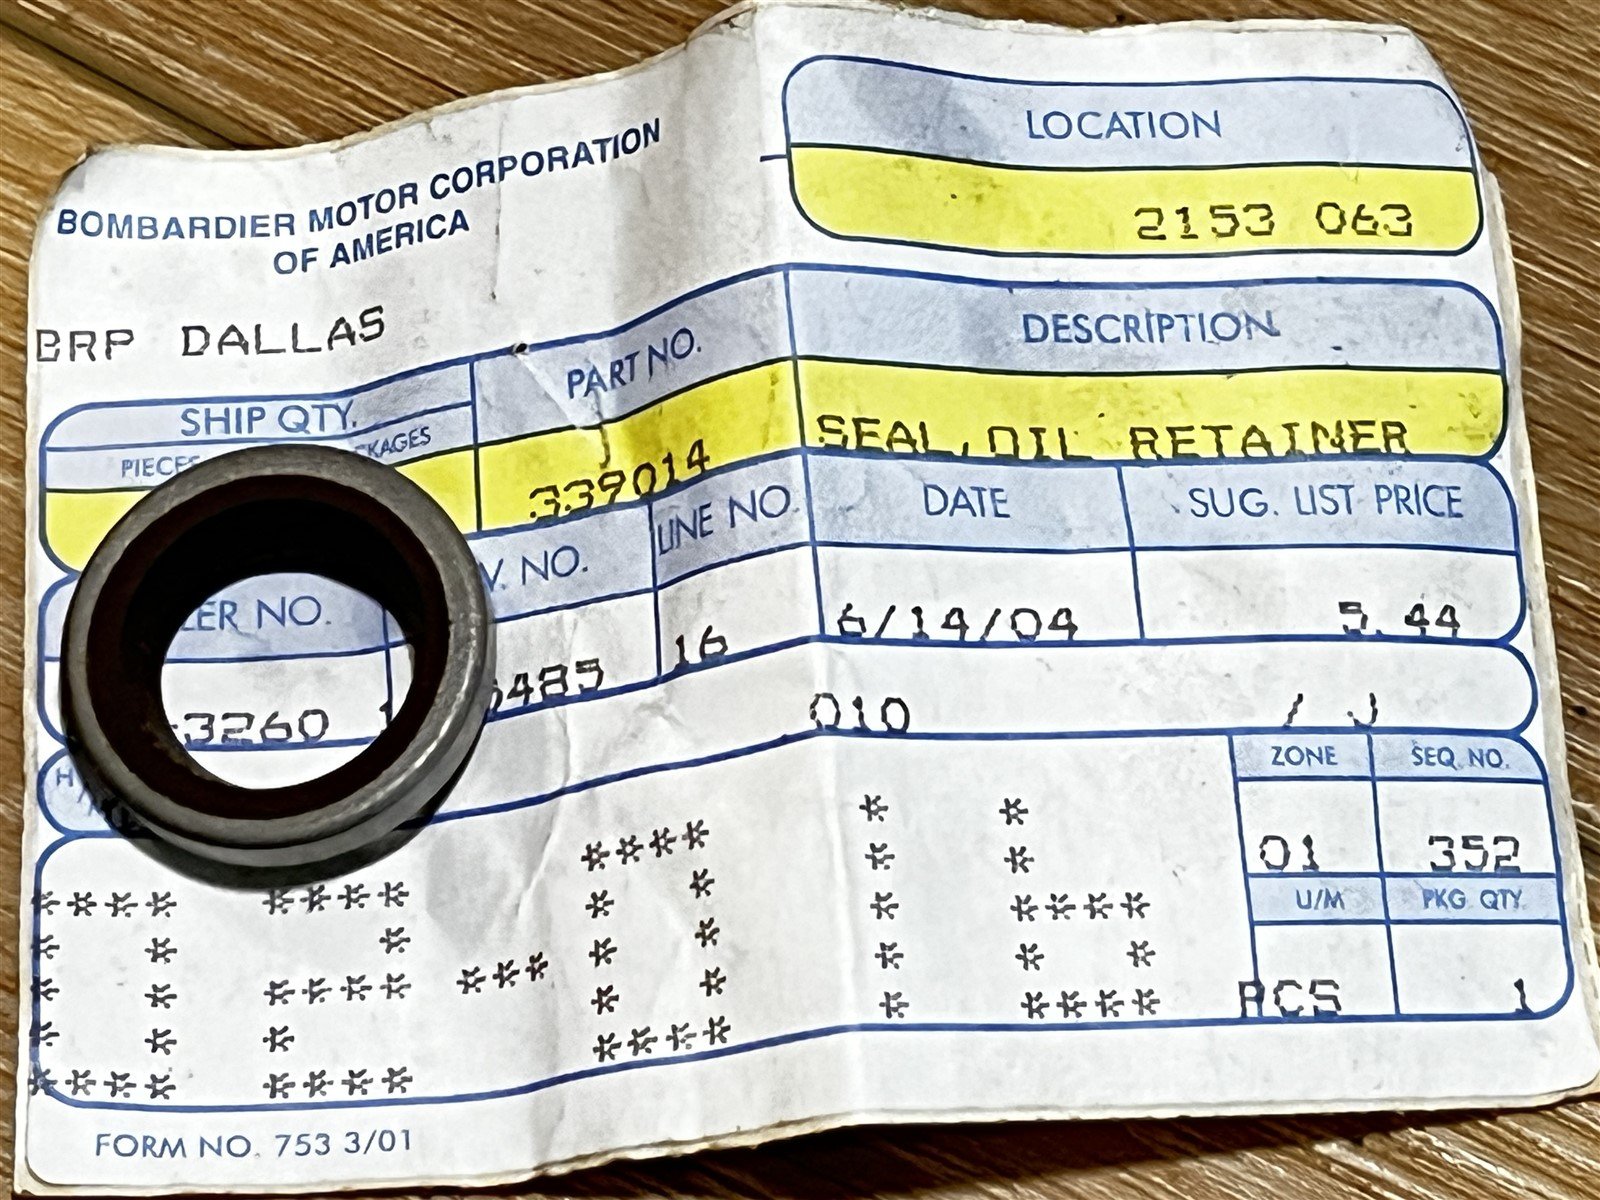 BOMBARDIER MOTOR CORPORATION
OF AMERICA
BRP DALLAS
LOCATION
2153 063
SHIP QTY.
PART NO.
DESCRIPTION
339014
SEAL,OIL RETAINER
NO.
LINE NO.
DATE
SUG. LIST PRICE
NO.
3260
16
6/14/04
5.44
010
/ J
ZONE
SEQ. NO.
01
352
U/M
PKG QTY.
PCS
1
FORM NO. 753 3/01